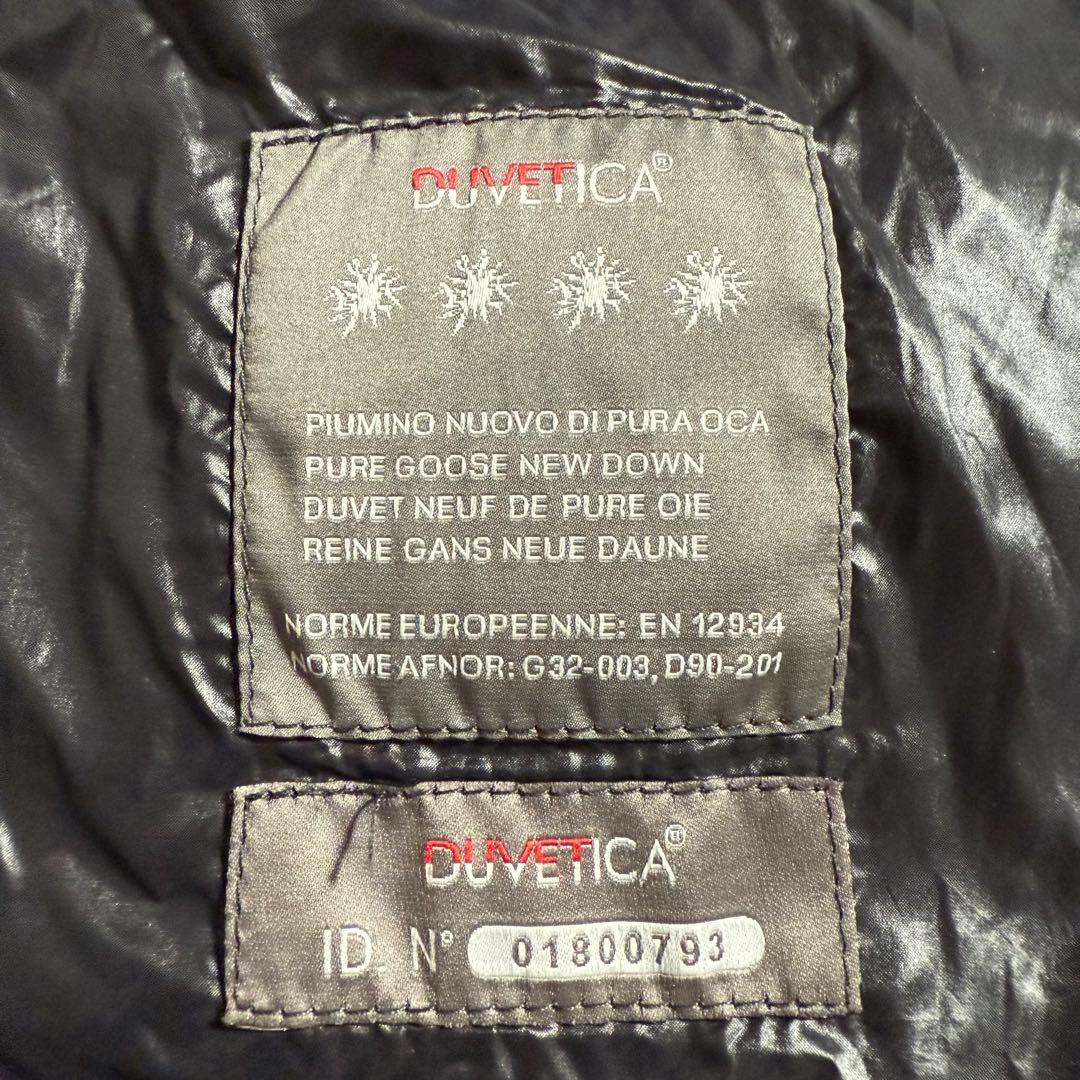 DUVETICA®
PIUMINO NUOVO DI PURA OCA
PURE GOOSE NEW DOWN
DUVET NEUF DE PURE OIE
REINE GANS NEUE DAUNE
NORME EUROPEENNE: EN 12934
NORME AFNOR: G32-003, D90-201
DUVETICA®
ID. Nº 01800793